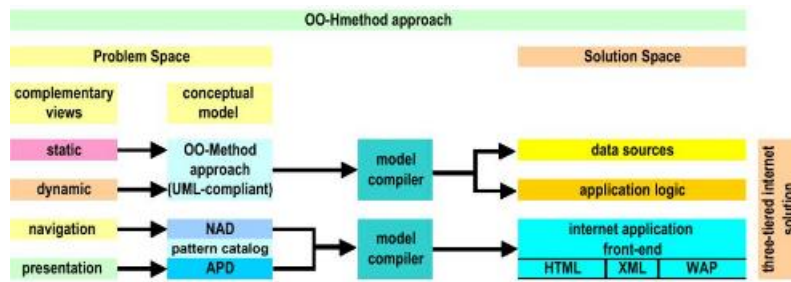 OO-Hmethod approach
Problem Space
Solution Space
complementary
views
conceptual
model
static
dynamic
OO-Method
approach
(UML-compliant)
model
compiler
data sources
application logic
navigation
presentation
NAD
pattern catalog
APD
model
compiler
internet application
front-end
HTML
XML
WAP
three-tiered internet
solution